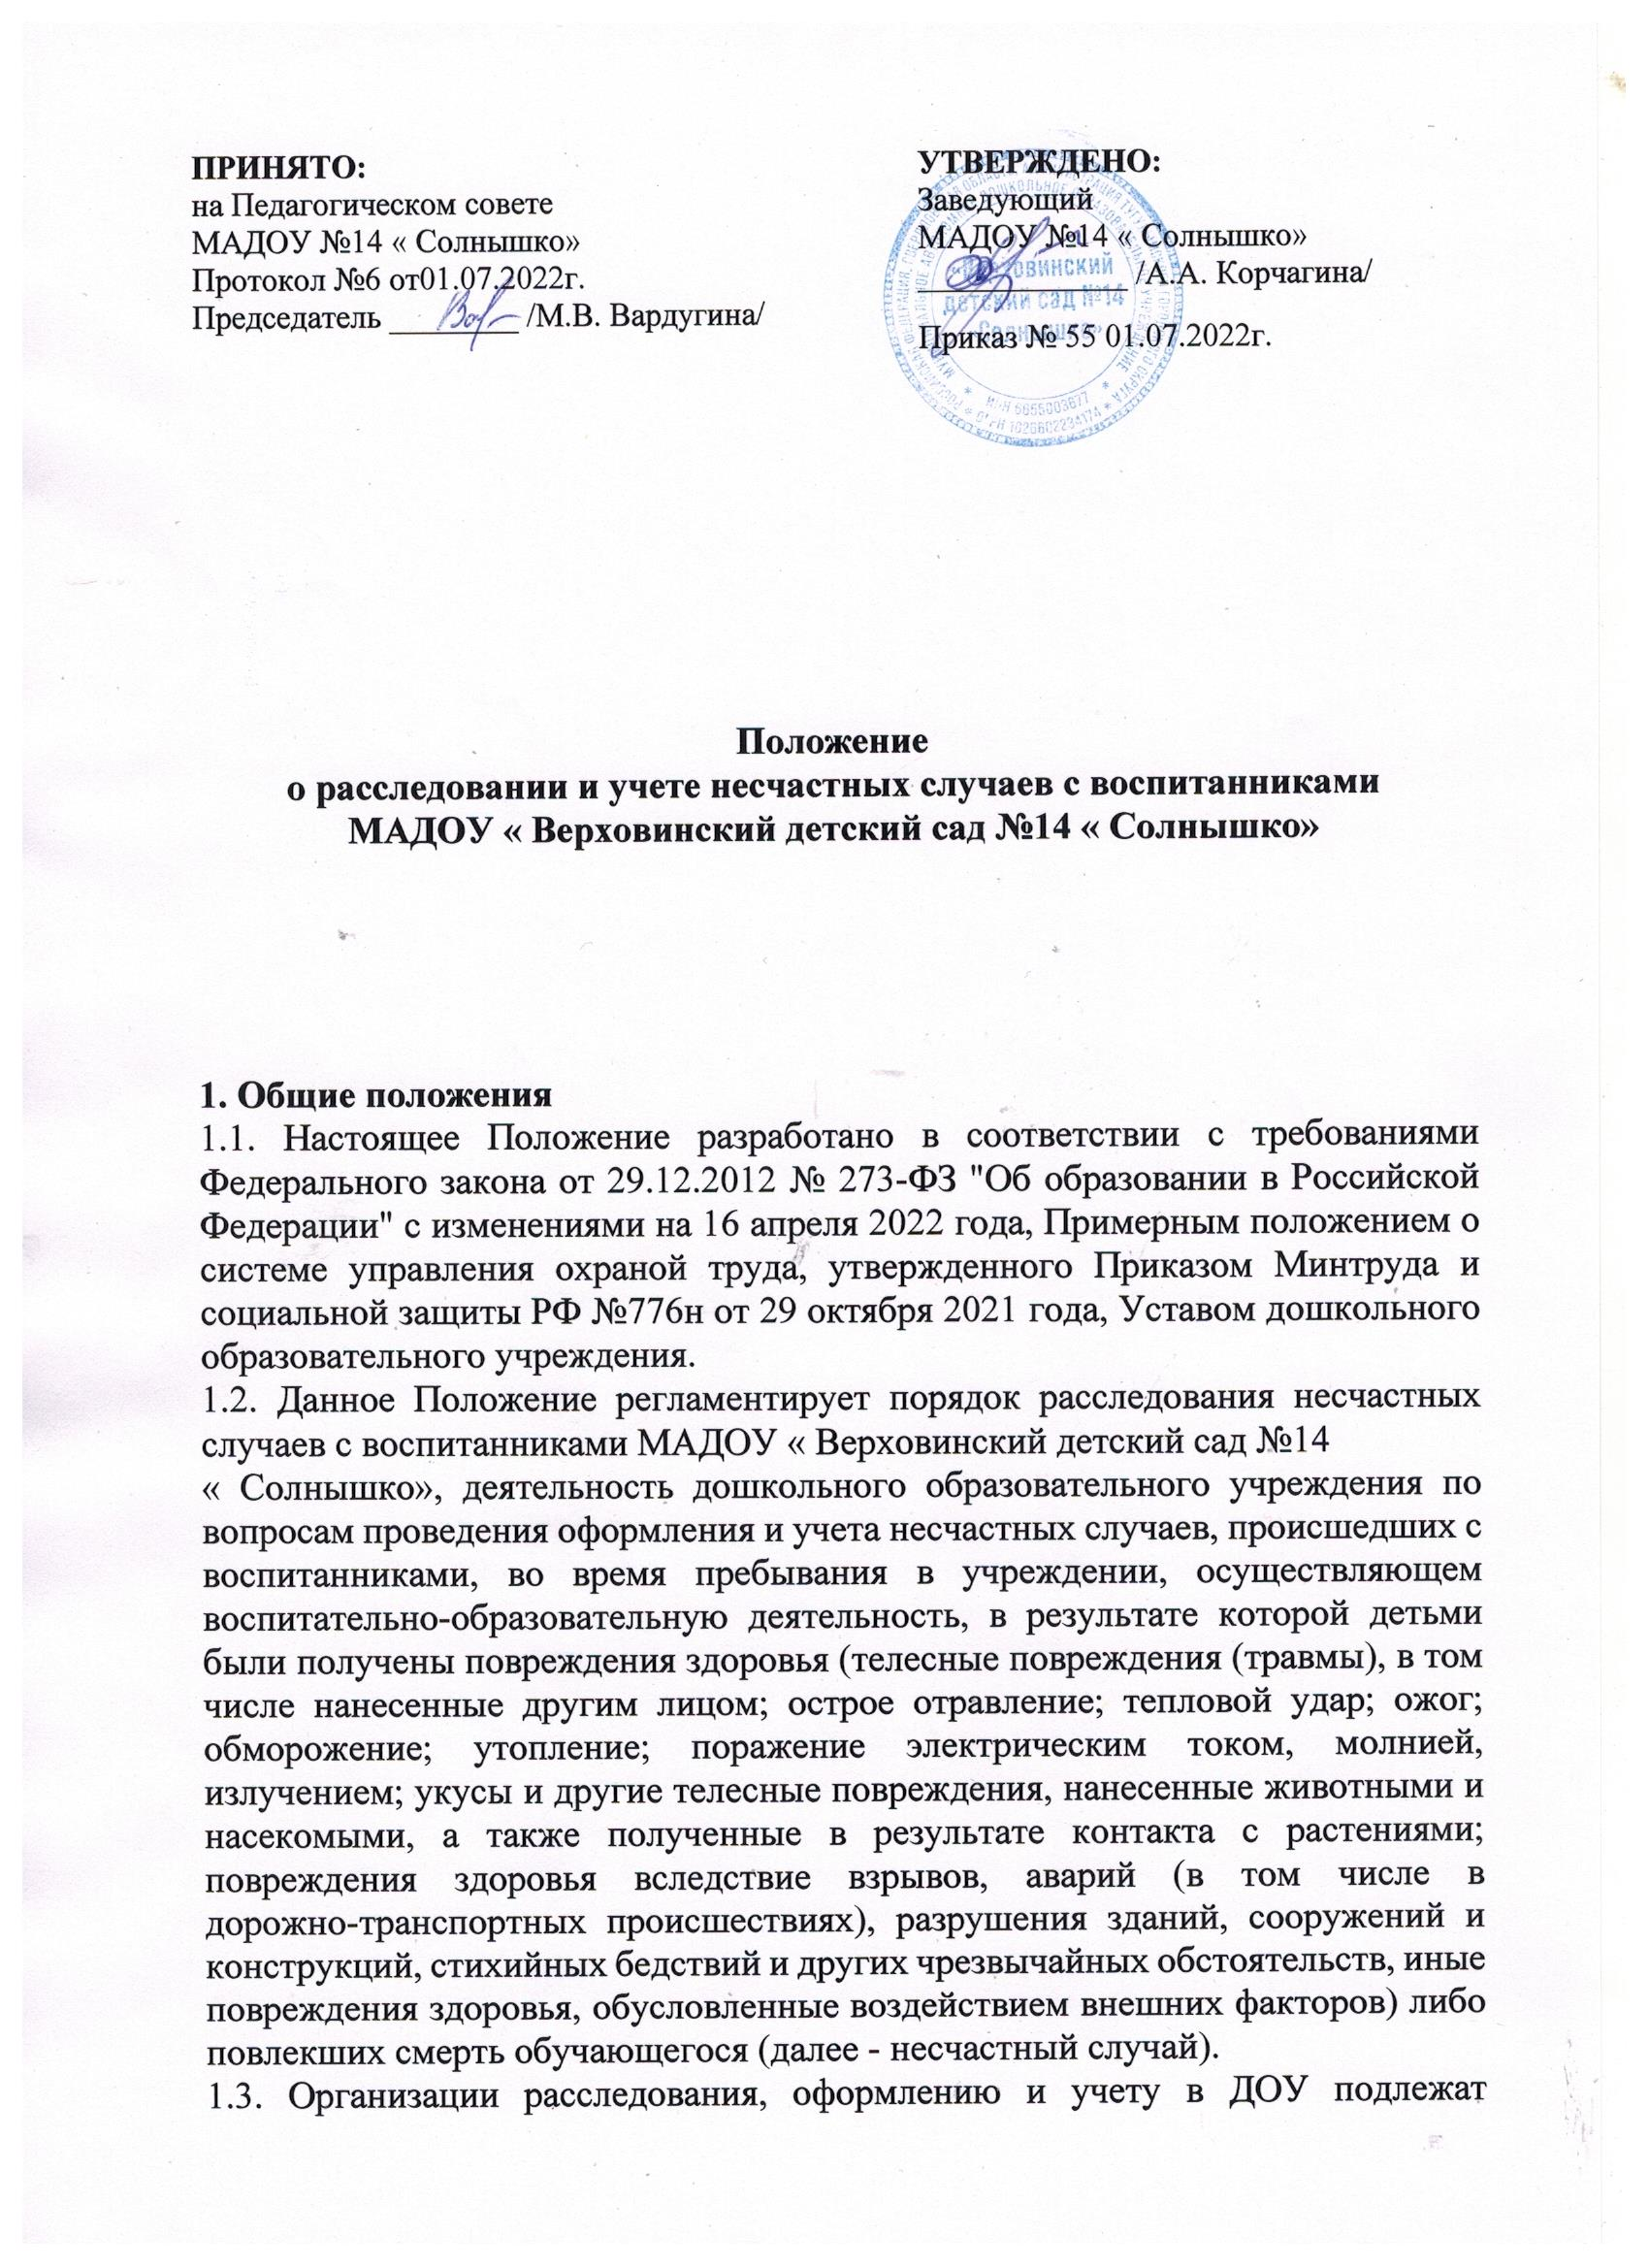 ПРИНЯТО:
на Педагогическом совете
МАДОУ №14 « Солнышко»
Протокол №6 от01.07.2022г.
Председатель ________ /М.В. Вардугина/
УТВЕРЖДЕНО:
Заведующий
МАДОУ №14 « Солнышко»
_____________ /А.А. Корчагина/
Приказ № 55 01.07.2022г.
детский сад №14
Положение
о расследовании и учете несчастных случаев с воспитанниками
МАДОУ « Верховинский детский сад №14 « Солнышко»
1. Общие положения
1.1. Настоящее Положение разработано в соответствии с требованиями
Федерального закона от 29.12.2012 № 273-ФЗ "Об образовании в Российской
Федерации" с изменениями на 16 апреля 2022 года, Примерным положением о
системе управления охраной труда, утвержденного Приказом Минтруда и
социальной защиты РФ №776н от 29 октября 2021 года, Уставом дошкольного
образовательного учреждения.
1.2. Данное Положение регламентирует порядок расследования несчастных
случаев с воспитанниками МАДОУ « Верховинский детский сад №14
« Солнышко», деятельность дошкольного образовательного учреждения по
вопросам проведения оформления и учета несчастных случаев, происшедших с
воспитанниками, во время пребывания в учреждении, осуществляющем
воспитательно-образовательную деятельность, в результате которой детьми
были получены повреждения здоровья (телесные повреждения (травмы), в том
числе нанесенные другим лицом; острое отравление; тепловой удар; ожог;
обморожение; утопление; поражение электрическим током, молнией,
излучением; укусы и другие телесные повреждения, нанесенные животными и
насекомыми, а также полученные в результате контакта с растениями;
повреждения здоровья вследствие взрывов, аварий (в том числе в
дорожно-транспортных происшествиях), разрушения зданий, сооружений и
конструкций, стихийных бедствий и других чрезвычайных обстоятельств, иные
повреждения здоровья, обусловленные воздействием внешних факторов) либо
повлекших смерть обучающегося (далее - несчастный случай).
1.3. Организации расследования, оформлению и учету в ДОУ подлежат